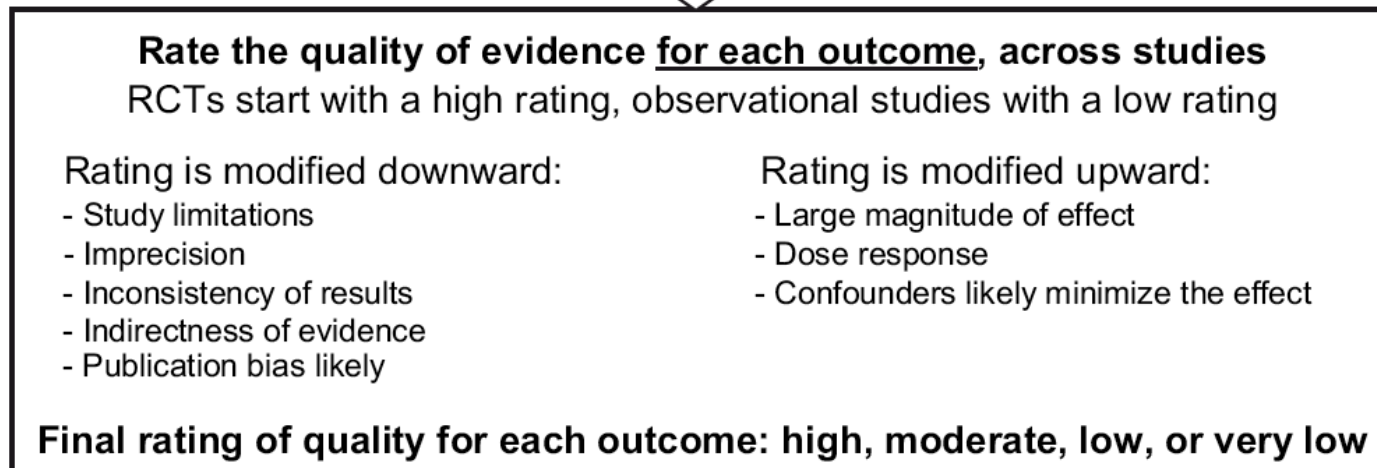 Rate the quality of evidence for each outcome, across studies
RCTs start with a high rating, observational studies with a low rating
Rating is modified downward:
- Study limitations
- Imprecision
- Inconsistency of results
- Indirectness of evidence
- Publication bias likely
Rating is modified upward:
- Large magnitude of effect
- Dose response
- Confounders likely minimize the effect
Final rating of quality for each outcome: high, moderate, low, or very low